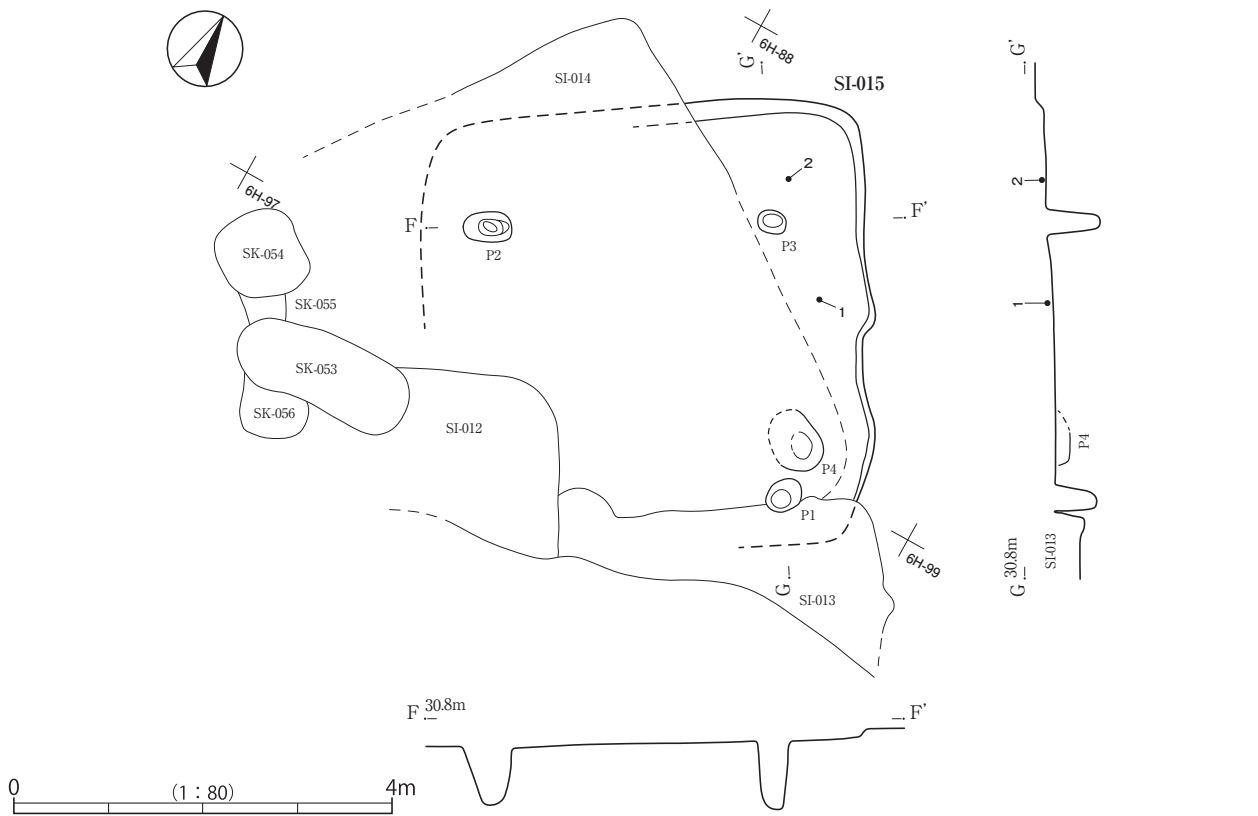 SI-014
6H-88
G'
SI-015
G'
6H-97
2
2
F
F'
P2
P3
SK-054
SK-055
1
1
SK-053
SK-056
SI-012
P4
P4
P1
6H-99
SI-013
G
SI-013
G 30.8m
F 30.8m
F'
0 (1：80) 4m